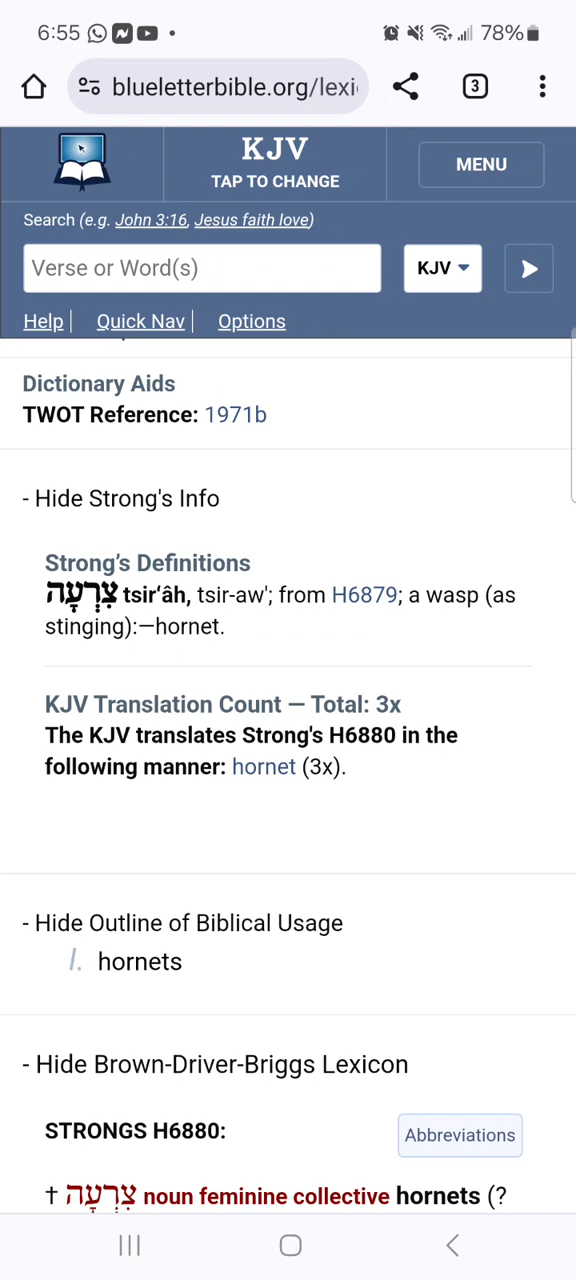 6:55 78%
blueletterbible.org/lexi 3
KJV
TAP TO CHANGE
MENU
Search (e.g. John 3:16, Jesus faith love)
Verse or Word(s)
KJV
Help Quick Nav Options
Dictionary Aids
TWOT Reference: 1971b
- Hide Strong's Info
Strong’s Definitions
צִרְעָה tsirʻâh, tsir-aw'; from H6879; a wasp (as
stinging):—hornet.
KJV Translation Count — Total: 3x
The KJV translates Strong's H6880 in the
following manner: hornet (3x).
- Hide Outline of Biblical Usage
I. hornets
- Hide Brown-Driver-Briggs Lexicon
STRONGS H6880:
Abbreviations
† צִרְעָה noun feminine collective hornets (?